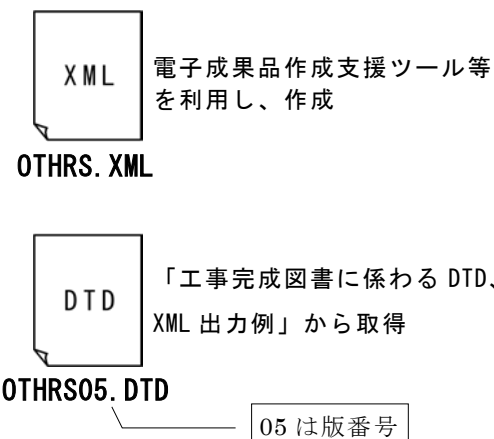 XML
電子成果品作成支援ツール等
を利用し、作成
OTHRS.XML
DTD
「工事完成図書に係わる DTD、
XML 出力例」から取得
OTHRS05.DTD
05 は版番号